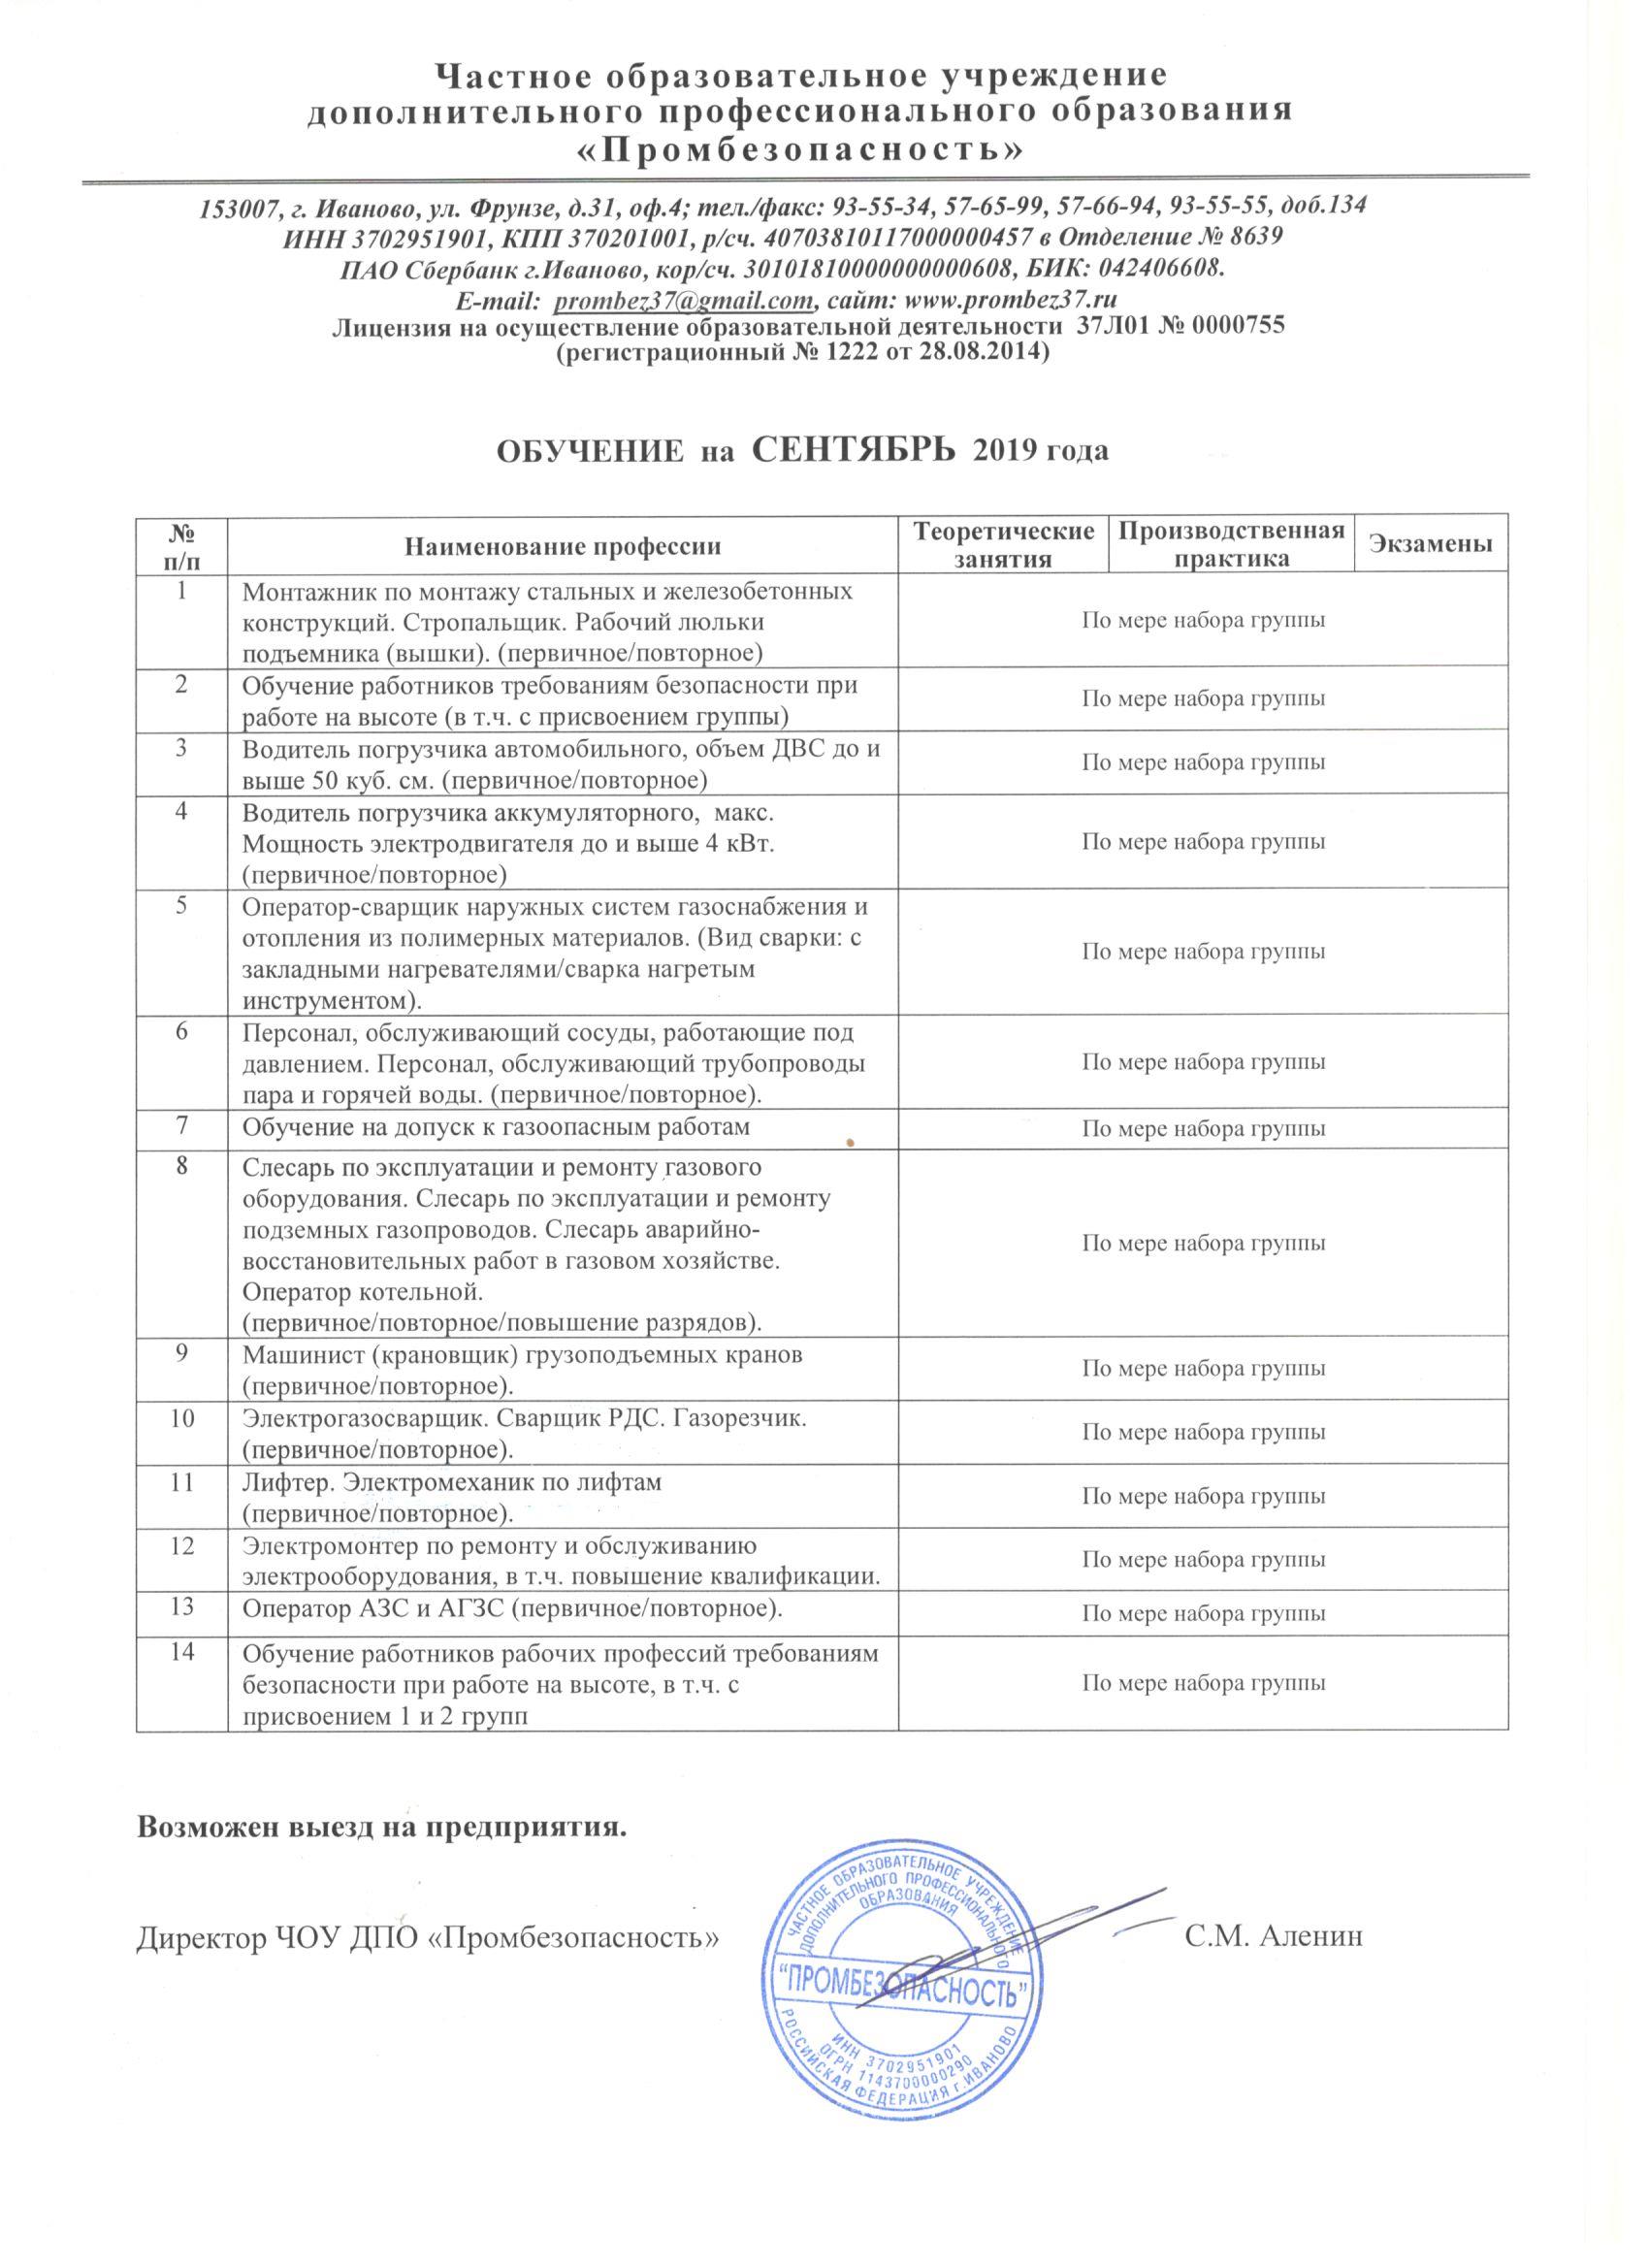 Частное образовательное учреждение
дополнительного профессионального образования
«Промбезопасность»
153007, г. Иваново, ул. Фрунзе, д.31, оф.4; тел./факс: 93-55-34, 57-65-99, 57-66-94, 93-55-55, доб.134
ИНН 3702951901, КПП 370201001, р/сч. 40703810117000000457 в Отделение № 8639
ПАО Сбербанк г.Иваново, кор/сч. 30101810000000000608, БИК: 042406608.
E-mail: prombez37@gmail.com, сайт: www.prombez37.ru
Лицензия на осуществление образовательной деятельности 37Л01 № 0000755
(регистрационный № 1222 от 28.08.2014)
ОБУЧЕНИЕ на СЕНТЯБРЬ 2019 года
№
п/п
Наименование профессии
Теоретические
занятия
Производственная
практика
Экзамены
1
Монтажник по монтажу стальных и железобетонных
конструкций. Стропальщик. Рабочий люльки
подъемника (вышки). (первичное/повторное)
По мере набора группы
2
Обучение работников требованиям безопасности при
работе на высоте (в т.ч. с присвоением группы)
По мере набора группы
3
Водитель погрузчика автомобильного, объем ДВС до и
выше 50 куб. см. (первичное/повторное)
По мере набора группы
4
Водитель погрузчика аккумуляторного, макс.
Мощность электродвигателя до и выше 4 кВт.
(первичное/повторное)
По мере набора группы
5
Оператор-сварщик наружных систем газоснабжения и
отопления из полимерных материалов. (Вид сварки: с
закладными нагревателями/сварка нагретым
инструментом).
По мере набора группы
6
Персонал, обслуживающий сосуды, работающие под
давлением. Персонал, обслуживающий трубопроводы
пара и горячей воды. (первичное/повторное).
По мере набора группы
7
Обучение на допуск к газоопасным работам
По мере набора группы
8
Слесарь по эксплуатации и ремонту газового
оборудования. Слесарь по эксплуатации и ремонту
подземных газопроводов. Слесарь аварийно-
восстановительных работ в газовом хозяйстве.
Оператор котельной.
(первичное/повторное/повышение разрядов).
По мере набора группы
9
Машинист (крановщик) грузоподъемных кранов
(первичное/повторное).
По мере набора группы
10
Электрогазосварщик. Сварщик РДС. Газорезчик.
(первичное/повторное).
По мере набора группы
11
Лифтер. Электромеханик по лифтам
(первичное/повторное).
По мере набора группы
12
Электромонтер по ремонту и обслуживанию
электрооборудования, в т.ч. повышение квалификации.
По мере набора группы
13
Оператор АЗС и АГЗС (первичное/повторное).
По мере набора группы
14
Обучение работников рабочих профессий требованиям
безопасности при работе на высоте, в т.ч. с
присвоением 1 и 2 групп
По мере набора группы
Возможен выезд на предприятия.
Директор ЧОУ ДПО «Промбезопасность»
С.М. Аленин
ЧАСТНОЕ ОБРАЗОВАТЕЛЬНОЕ УЧРЕЖДЕНИЕ
ДОПОЛНИТЕЛЬНОГО ПРОФЕССИОНАЛЬНОГО
ОБРАЗОВАНИЯ
"ПРОМБЕЗОПАСНОСТЬ"
ИНН 3702951901
ОГРН 1143700000290
РОССИЙСКАЯ ФЕДЕРАЦИЯ г.ИВАНОВО